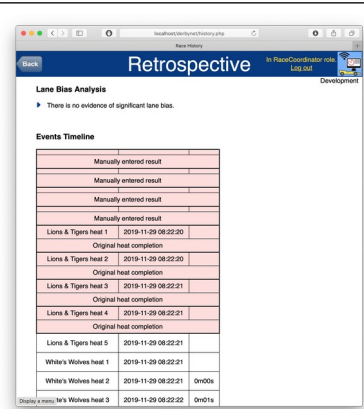 localhost/derbynet/history.php
Race History
Back
Retrospective
In RaceCoordinator role.
Log out
Development
Lane Bias Analysis
There is no evidence of significant lane bias.
Events Timeline
Manually entered result
Manually entered result
Manually entered result
Manually entered result
Lions & Tigers heat 1 2019-11-29 08:22:20
Original heat completion
Lions & Tigers heat 2 2019-11-29 08:22:20
Original heat completion
Lions & Tigers heat 3 2019-11-29 08:22:21
Original heat completion
Lions & Tigers heat 4 2019-11-29 08:22:21
Original heat completion
Lions & Tigers heat 5 2019-11-29 08:22:21
White's Wolves heat 1 2019-11-29 08:22:21
White's Wolves heat 2 2019-11-29 08:22:21 0m00s
Display a menu te's Wolves heat 3 2019-11-29 08:22:22 0m01s